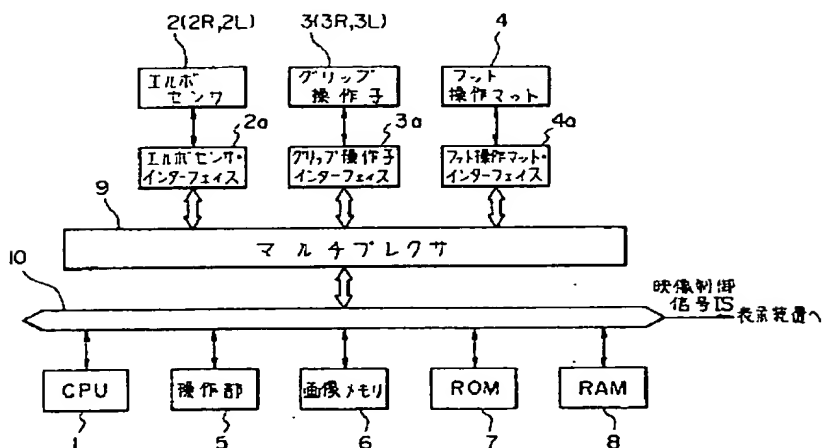 2(2R,2L)
3(3R,3L)
4
エルボ
センサ
グリップ
操作子
フット
操作マット
2a
3a
4a
エルボセンサ・
インターフェイス
グリップ操作子
インターフェイス
フット操作マット・
インターフェイス
9
マルチプレクサ
10
映像制御
信号IS
表示装置へ
CPU
操作部
画像メモリ
ROM
RAM
1
5
6
7
8